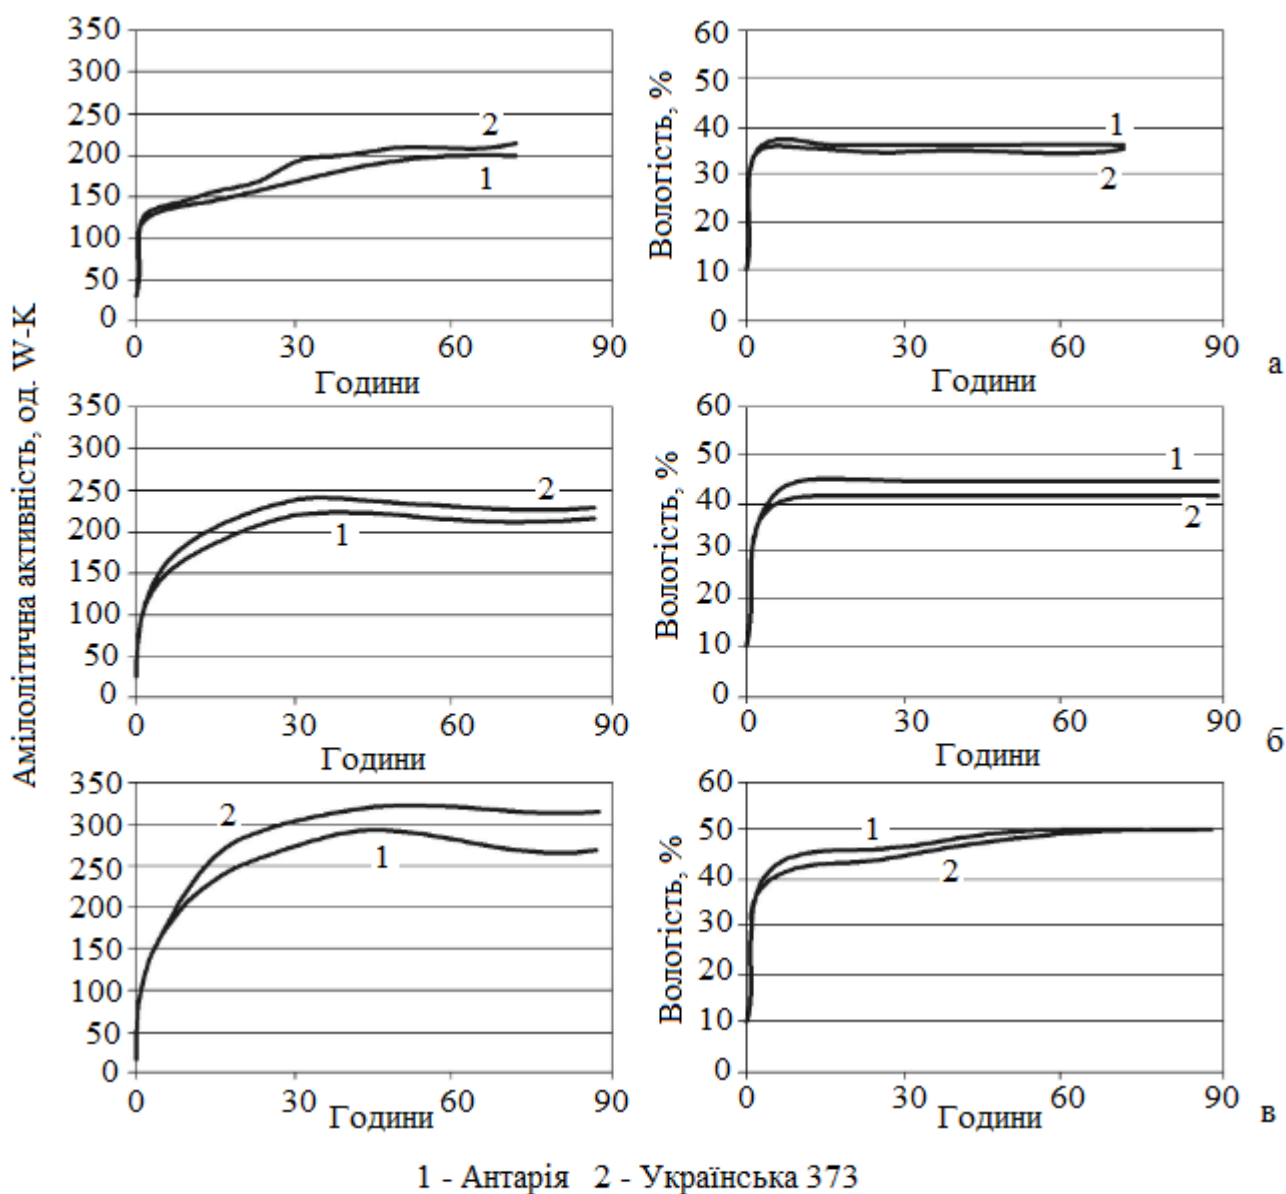 Амілолітична активність, од. W-K
350
300
250
200
150
100
50
0
2
1
0 30 60 90
Години
Вологість, %
60
50
40
30
20
10
0
1
2
0 30 60 90
Години
а
350
300
250
200
150
100
50
0
2
1
0 30 60 90
Години
Вологість, %
60
50
40
30
20
10
0
1
2
0 30 60 90
Години
б
350
300
250
200
150
100
50
0
2
1
0 30 60 90
Години
Вологість, %
60
50
40
30
20
10
0
1
2
0 30 60 90
Години
в
1 - Антарія 2 - Українська 373